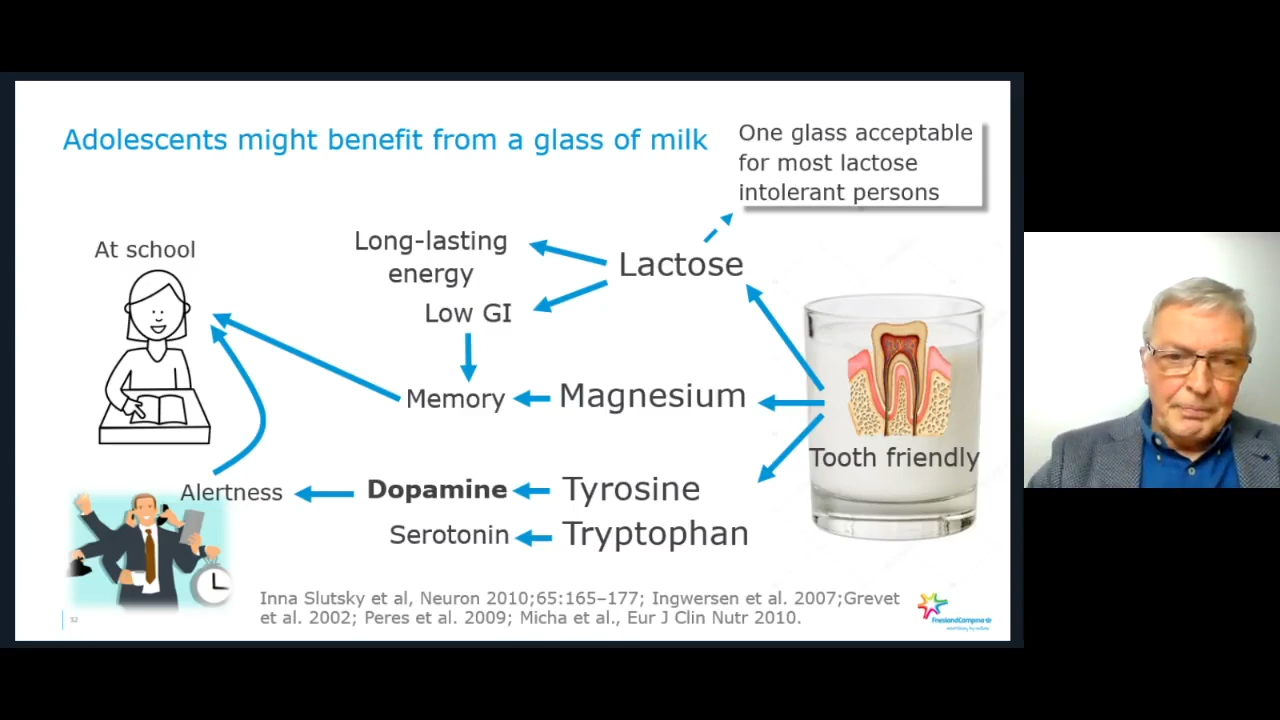 Adolescents might benefit from a glass of milk
One glass acceptable
for most lactose
intolerant persons
At school
Long-lasting
energy
Low GI
Lactose
Memory
Magnesium
Tooth friendly
Alertness
Dopamine
Tyrosine
Serotonin
Tryptophan
Inna Slutsky et al, Neuron 2010;65:165–177; Ingwersen et al. 2007;Grevet
et al. 2002; Peres et al. 2009; Micha et al., Eur J Clin Nutr 2010.
FrieslandCampina